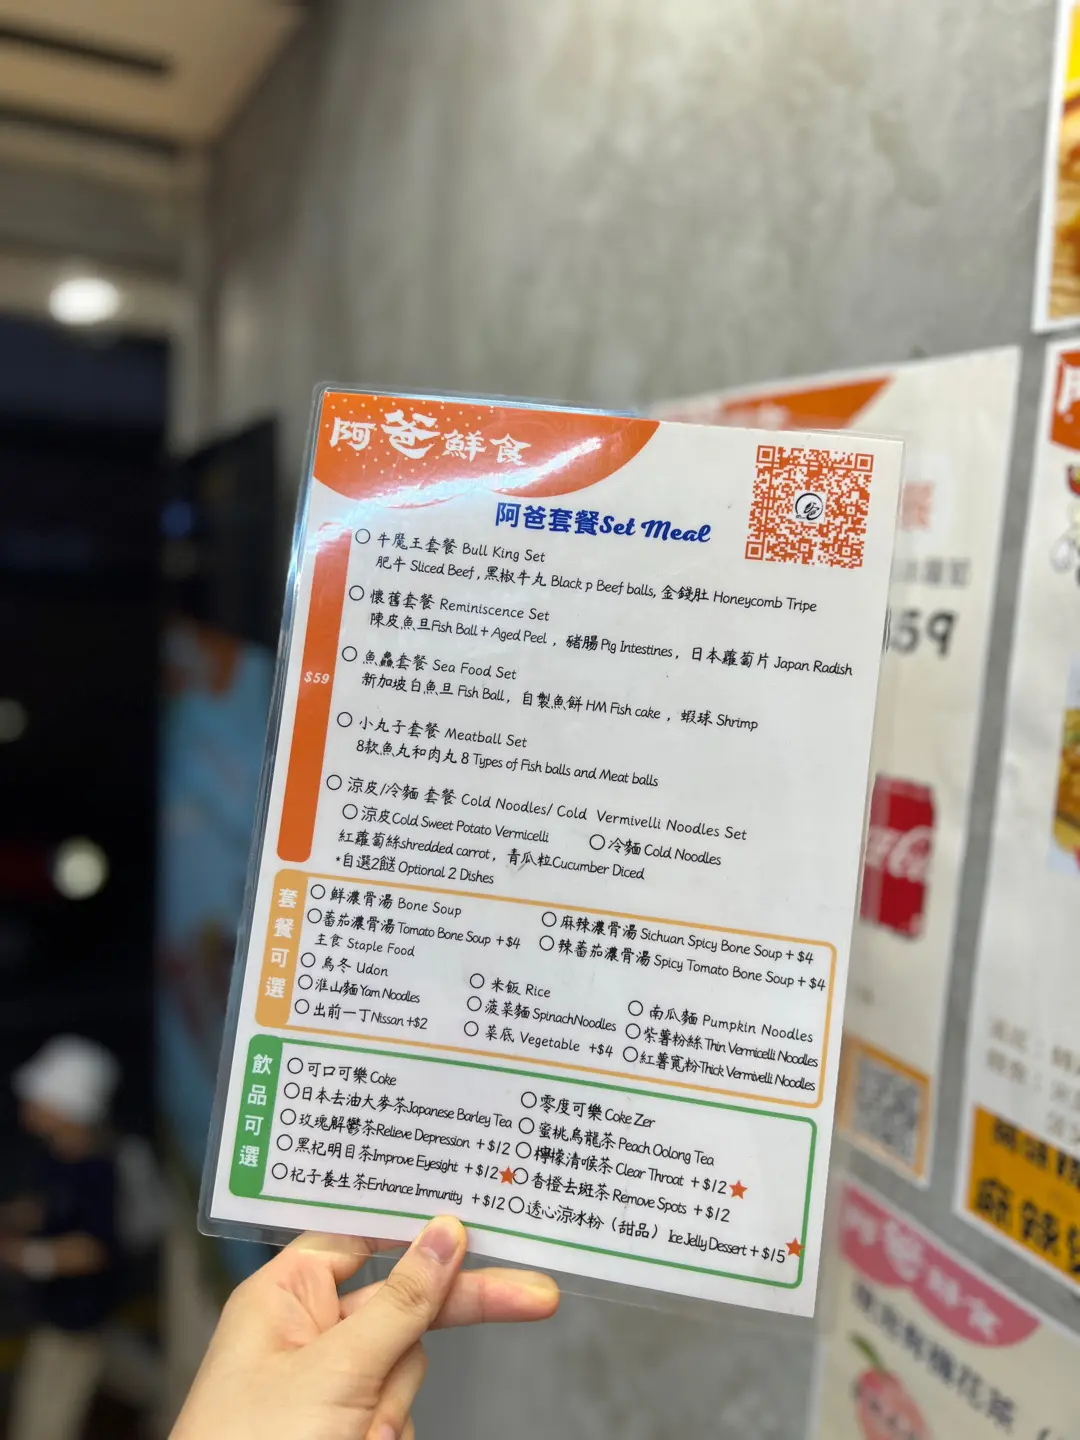 阿爸鮮食
阿爸套餐Set Meal
牛魔王套餐 Bull King Set
肥牛 Sliced Beef, 黑椒牛丸 Black p Beef balls, 金錢肚 Honeycomb Tripe
懷舊套餐 Reminiscence Set
陳皮魚旦Fish Ball + Aged Peel , 豬腸 Pig Intestines, 日本蘿蔔片 Japan Radish
$59
魚蟲套餐 Sea Food Set
新加坡白魚旦 Fish Ball, 自製魚餅 HM Fish cake , 蝦球 Shrimp
小丸子套餐 Meatball Set
8款魚丸和肉丸 8 Types of Fish balls and Meat balls
涼皮/冷麵 套餐 Cold Noodles/ Cold Vermivelli Noodles Set
涼皮Cold Sweet Potato Vermicelli 冷麵 Cold Noodles
紅蘿蔔絲shredded carrot, 青瓜粒Cucumber Diced
*自選2餸 Optional 2 Dishes
套餐可選
鮮濃骨湯 Bone Soup 麻辣濃骨湯 Sichuan Spicy Bone Soup + $4
蕃茄濃骨湯 Tomato Bone Soup + $4 辣蕃茄濃骨湯 Spicy Tomato Bone Soup + $4
主食 Staple Food
烏冬 Udon 米飯 Rice 南瓜麵 Pumpkin Noodles
淮山麵Yam Noodles 菠菜麵 SpinachNoodles 紫薯粉絲 Thin Vermicelli Noodles
出前一丁Nissan +$2 菜底 Vegetable +$4 紅薯寬粉Thick Vermivelli Noodles
飲品可選
可口可樂 Coke 零度可樂 Coke Zer
日本去油大麥茶Japanese Barley Tea 蜜桃烏龍茶 Peach Oolong Tea
玫瑰解鬱茶Relieve Depression + $12 檸檬清喉茶 Clear Throat + $12
黑杞明目茶Improve Eyesight + $12 香橙去斑茶 Remove Spots + $12
杞子養生茶Enhance Immunity + $12 透心涼冰粉（甜品） Ice Jelly Dessert + $15
59